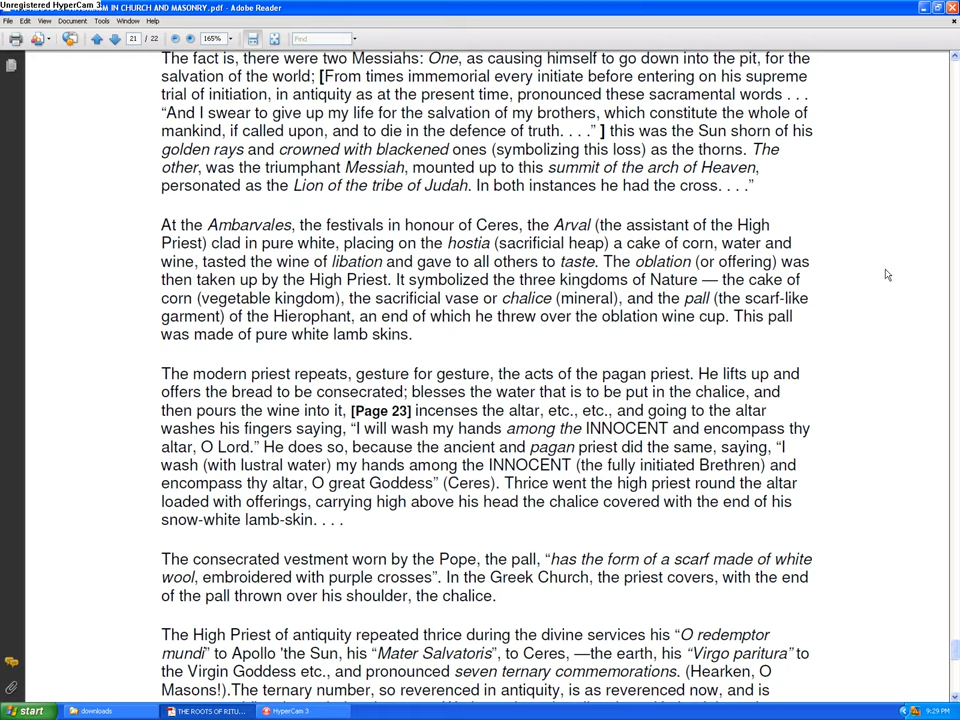 Unregistered HyperCam 3
M IN CHURCH AND MASONRY.pdf - Adobe Reader
File Edit View Document Tools Window Help
21 / 22 165% Find
The fact is, there were two Messiahs: One, as causing himself to go down into the pit, for the
salvation of the world; [From times immemorial every initiate before entering on his supreme
trial of initiation, in antiquity as at the present time, pronounced these sacramental words . . .
“And I swear to give up my life for the salvation of my brothers, which constitute the whole of
mankind, if called upon, and to die in the defence of truth. . . .” ] this was the Sun shorn of his
golden rays and crowned with blackened ones (symbolizing this loss) as the thorns. The
other, was the triumphant Messiah, mounted up to this summit of the arch of Heaven,
personated as the Lion of the tribe of Judah. In both instances he had the cross. . . .”
At the Ambarvales, the festivals in honour of Ceres, the Arval (the assistant of the High
Priest) clad in pure white, placing on the hostia (sacrificial heap) a cake of corn, water and
wine, tasted the wine of libation and gave to all others to taste. The oblation (or offering) was
then taken up by the High Priest. It symbolized the three kingdoms of Nature — the cake of
corn (vegetable kingdom), the sacrificial vase or chalice (mineral), and the pall (the scarf-like
garment) of the Hierophant, an end of which he threw over the oblation wine cup. This pall
was made of pure white lamb skins.
The modern priest repeats, gesture for gesture, the acts of the pagan priest. He lifts up and
offers the bread to be consecrated; blesses the water that is to be put in the chalice, and
then pours the wine into it, [Page 23] incenses the altar, etc., etc., and going to the altar
washes his fingers saying, “I will wash my hands among the INNOCENT and encompass thy
altar, O Lord.” He does so, because the ancient and pagan priest did the same, saying, “I
wash (with lustral water) my hands among the INNOCENT (the fully initiated Brethren) and
encompass thy altar, O great Goddess” (Ceres). Thrice went the high priest round the altar
loaded with offerings, carrying high above his head the chalice covered with the end of his
snow-white lamb-skin. . . .
The consecrated vestment worn by the Pope, the pall, “has the form of a scarf made of white
wool, embroidered with purple crosses”. In the Greek Church, the priest covers, with the end
of the pall thrown over his shoulder, the chalice.
The High Priest of antiquity repeated thrice during the divine services his “O redemptor
mundi” to Apollo 'the Sun, his “Mater Salvatoris”, to Ceres, —the earth, his “Virgo paritura” to
the Virgin Goddess etc., and pronounced seven ternary commemorations. (Hearken, O
Masons!).The ternary number, so reverenced in antiquity, is as reverenced now, and is
start downloads THE ROOTS OF RITU... HyperCam 3 9:29 PM